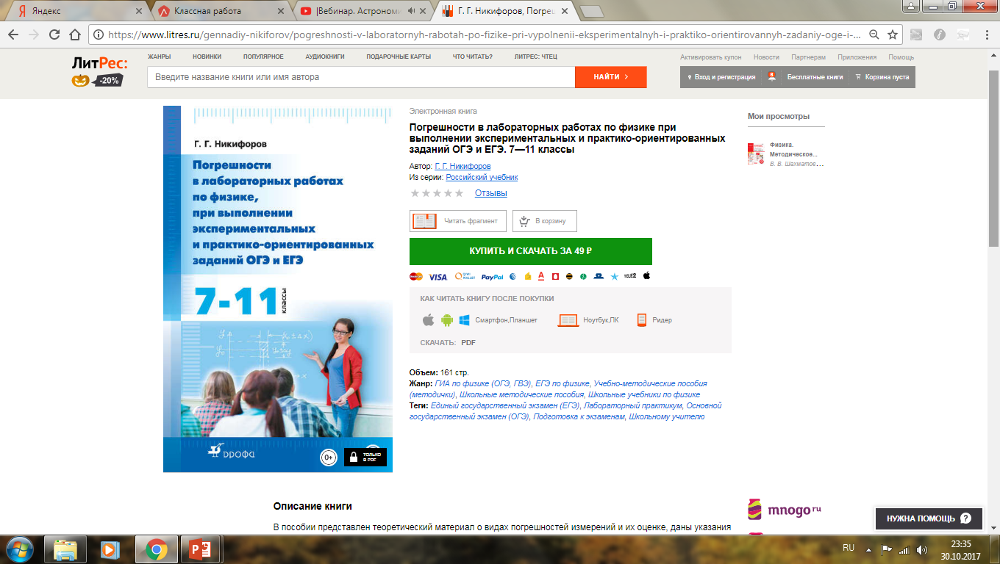 Яндекс
Классная работа
|Вебинар. Астрономи
Г. Г. Никифоров, Погреш
https://www.litres.ru/gennadiy-nikiforov/pogreshnosti-v-laboratornyh-rabotah-po-fizike-pri-vypolnenii-eksperimentalnyh-i-praktiko-orientirovannyh-zadaniy-oge-i-...
ЛитРес:
-20%
ЖАНРЫ НОВИНКИ ПОПУЛЯРНОЕ АУДИОКНИГИ ПОДАРОЧНЫЕ КАРТЫ ЧТО ЧИТАТЬ? ЛИТРЕС: ЧТЕЦ
Введите название книги или имя автора
НАЙТИ >
Активировать купон Новости Партнерам Приложения Помощь
Вход и регистрация Бесплатные книги Корзина пуста
Г. Г. Никифоров
Погрешности
в лабораторных работах
по физике,
при выполнении
экспериментальных
и практико-ориентированных
заданий ОГЭ и ЕГЭ
7-11
классы
дрофа
0+
ТОЛЬКО
В PDF
Электронная книга
Погрешности в лабораторных работах по физике при
выполнении экспериментальных и практико-ориентированных
заданий ОГЭ и ЕГЭ. 7—11 классы
Автор: Г. Г. Никифоров
Из серии: Российский учебник
Отзывы
Читать фрагмент
В корзину
КУПИТЬ И СКАЧАТЬ ЗА 49 ₽
VISA QIWI WALLET PayPal TELE2
КАК ЧИТАТЬ КНИГУ ПОСЛЕ ПОКУПКИ
Смартфон,Планшет Ноутбук,ПК Ридер
СКАЧАТЬ: PDF
Объем: 161 стр.
Жанр: ГИА по физике (ОГЭ, ГВЭ), ЕГЭ по физике, Учебно-методические пособия
(методички), Школьные методические пособия, Школьные учебники по физике
Теги: Единый государственный экзамен (ЕГЭ), Лабораторный практикум, Основной
государственный экзамен (ОГЭ), Подготовка к экзаменам, Школьному учителю
Мои просмотры
Физика.
Методическое...
В. В. Шахматов...
Описание книги
В пособии представлен теоретический материал о видах погрешностей измерений и их оценке, даны указания
mnogo.ru
НУЖНА ПОМОЩЬ ?
RU
23:35
30.10.2017